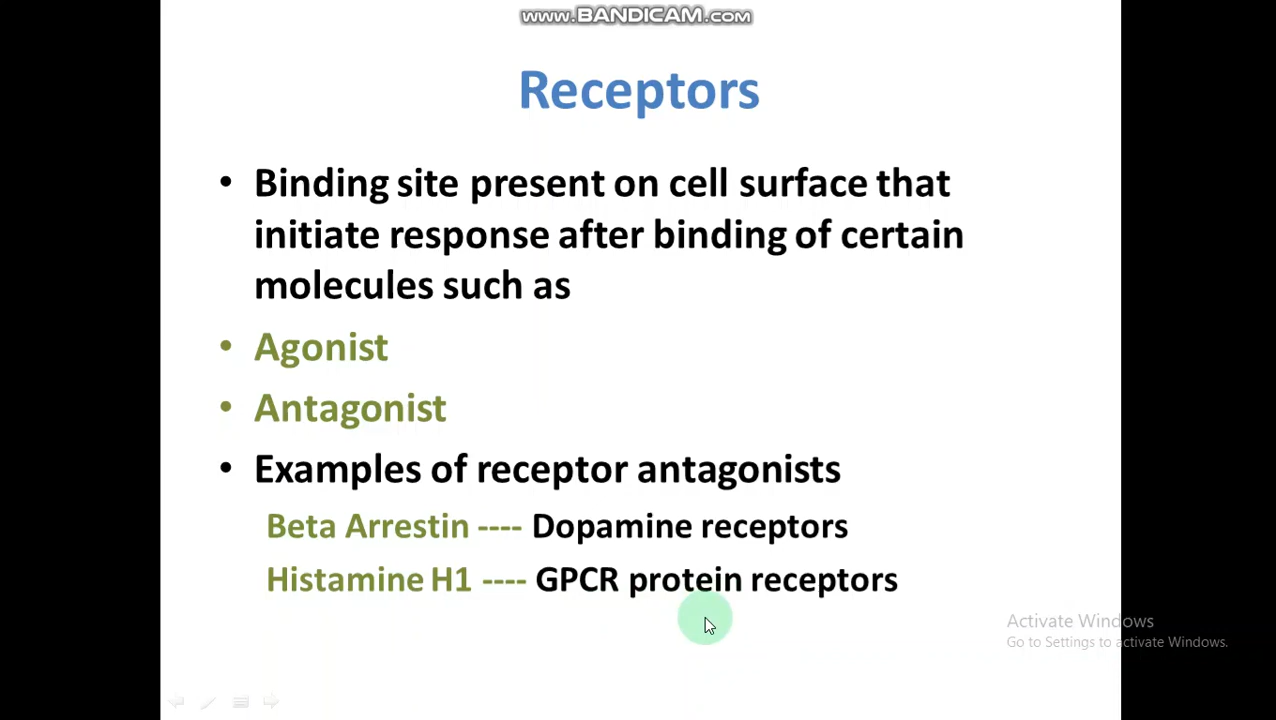 www.BANDICAM.com
Receptors
• Binding site present on cell surface that
initiate response after binding of certain
molecules such as
• Agonist
• Antagonist
• Examples of receptor antagonists
Beta Arrestin ---- Dopamine receptors
Histamine H1 ---- GPCR protein receptors
Activate Windows
Go to Settings to activate Windows.